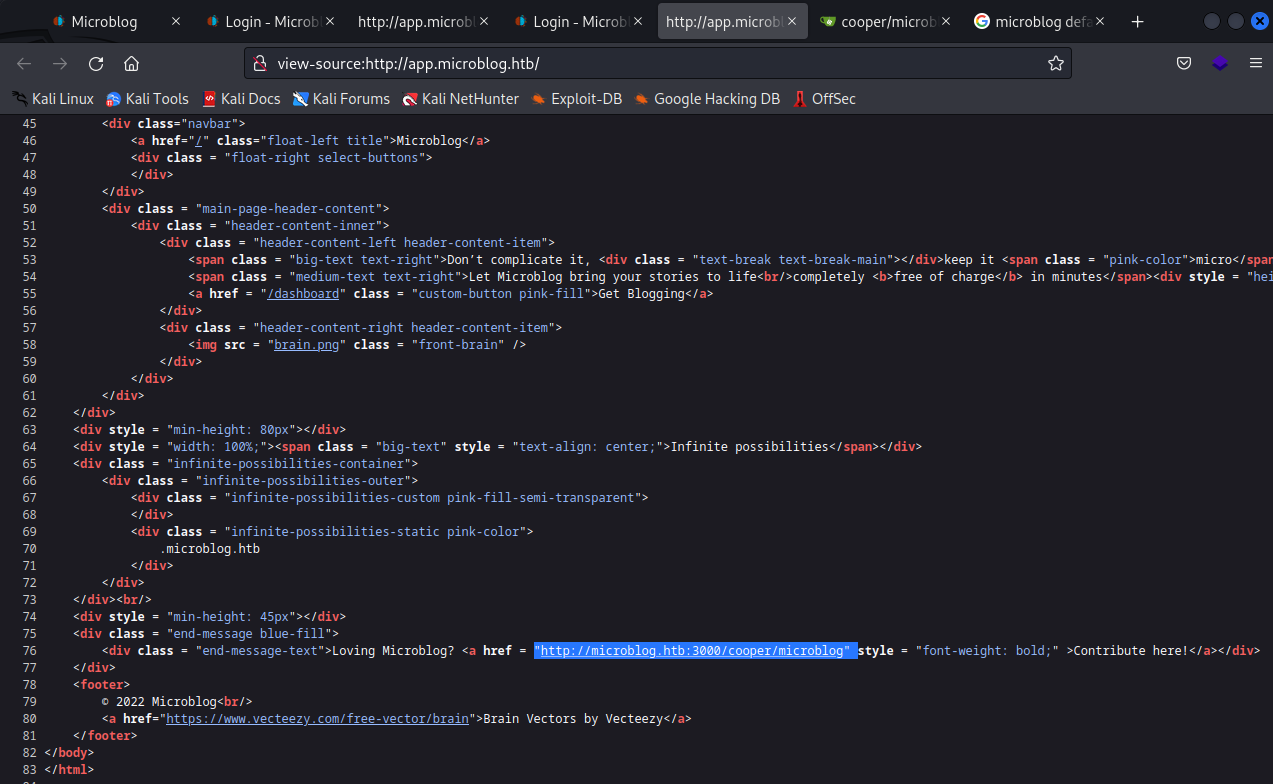 Microblog
Login - Microbl
http://app.microbl
Login - Microbl
http://app.microbl
cooper/microb
microblog defa
view-source:http://app.microblog.htb/
Kali Linux
Kali Tools
Kali Docs
Kali Forums
Kali NetHunter
Exploit-DB
Google Hacking DB
OffSec
45 <div class="navbar">
46 <a href="/" class="float-left title">Microblog</a>
47 <div class = "float-right select-buttons">
48 </div>
49 </div>
50 <div class = "main-page-header-content">
51 <div class = "header-content-inner">
52 <div class = "header-content-left header-content-item">
53 <span class = "big-text text-right">Don’t complicate it, <div class = "text-break text-break-main"></div>keep it <span class = "pink-color">micro</span
54 <span class = "medium-text text-right">Let Microblog bring your stories to life<br/>completely <b>free of charge</b> in minutes</span><div style = "hei
55 <a href = "/dashboard" class = "custom-button pink-fill">Get Blogging</a>
56 </div>
57 <div class = "header-content-right header-content-item">
58 <img src = "brain.png" class = "front-brain" />
59 </div>
60 </div>
61 </div>
62 </div>
63 <div style = "min-height: 80px"></div>
64 <div style = "width: 100%;"><span class = "big-text" style = "text-align: center;">Infinite possibilities</span></div>
65 <div class = "infinite-possibilities-container">
66 <div class = "infinite-possibilities-outer">
67 <div class = "infinite-possibilities-custom pink-fill-semi-transparent">
68 </div>
69 <div class = "infinite-possibilities-static pink-color">
70 .microblog.htb
71 </div>
72 </div>
73 </div><br/>
74 <div style = "min-height: 45px"></div>
75 <div class = "end-message blue-fill">
76 <div class = "end-message-text">Loving Microblog? <a href = "http://microblog.htb:3000/cooper/microblog" style = "font-weight: bold;" >Contribute here!</a></div>
77 </div>
78 <footer>
79 © 2022 Microblog<br/>
80 <a href="https://www.vecteezy.com/free-vector/brain">Brain Vectors by Vecteezy</a>
81 </footer>
82 </body>
83 </html>